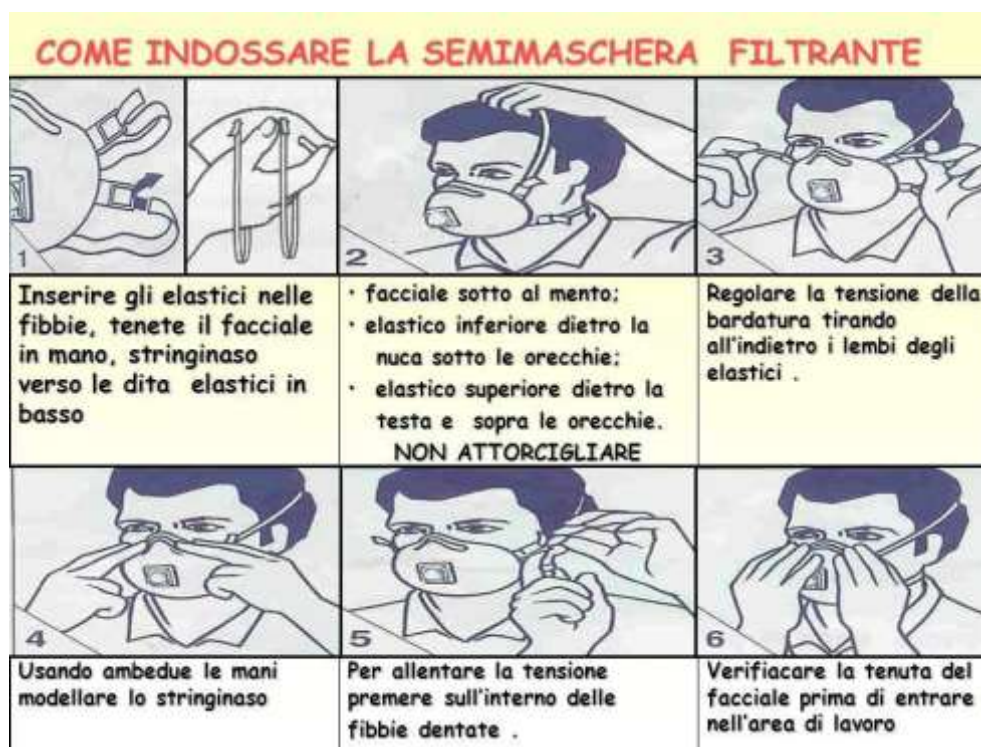 COME INDOSSARE LA SEMIMASCHERA FILTRANTE
1
Inserire gli elastici nelle
fibbie, tenete il facciale
in mano, stringinaso
verso le dita elastici in
basso
2
• facciale sotto al mento;
• elastico inferiore dietro la
nuca sotto le orecchie;
• elastico superiore dietro la
testa e sopra le orecchie.
NON ATTORCIGLIARE
3
Regolare la tensione della
bardatura tirando
all'indietro i lembi degli
elastici .
4
Usando ambedue le mani
modellare lo stringinaso
5
Per allentare la tensione
premere sull'interno delle
fibbie dentate .
6
Verifiacare la tenuta del
facciale prima di entrare
nell'area di lavoro